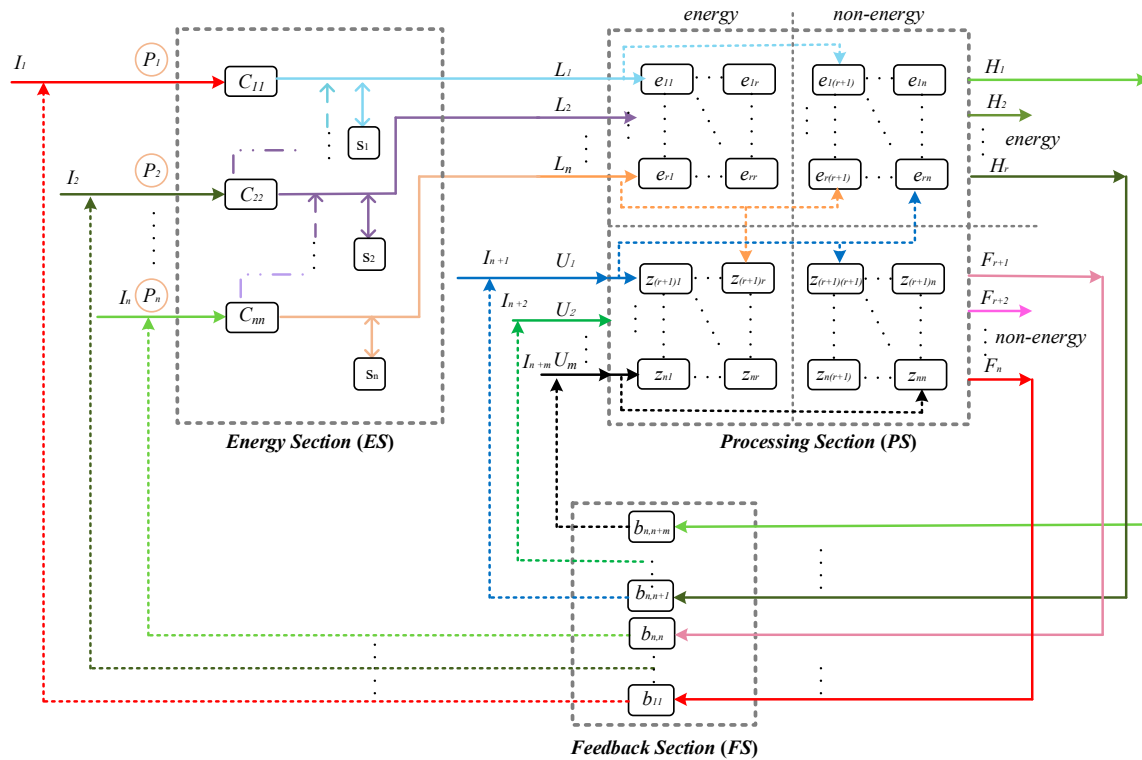 energy non-energy
I1 P1 C11 L1 e11 e1r e1(r+1) e1n H1
s1 L2 H2
energy
I2 P2 C22 Ln er1 err er(r+1) ern Hr
s2
In Pn Cnn In+1 U1 z(r+1)1 z(r+1)r z(r+1)(r+1) z(r+1)n Fr+1
In+2 U2 Fr+2
non-energy
sn In+m Um zn1 znr zn(r+1) znn Fn
Energy Section (ES) Processing Section (PS)
bn,n+m
bn,n+1
bn,n
b11
Feedback Section (FS)